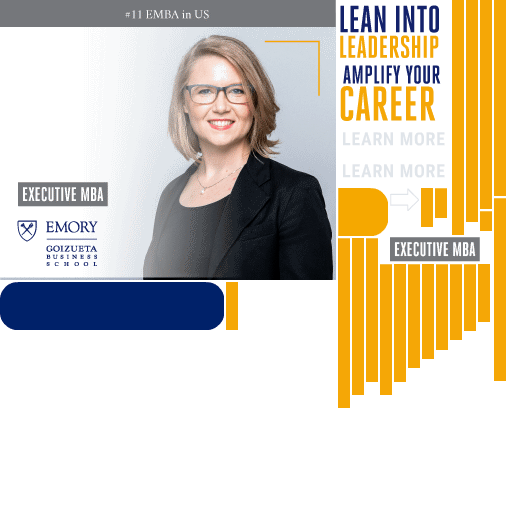 #11 EMBA in US
EXECUTIVE MBA
EMORY
GOIZUETA
BUSINESS
SCHOOL
LEAN INTO
LEADERSHIP
AMPLIFY YOUR
CAREER
LEARN MORE
LEARN MORE
EXECUTIVE MBA